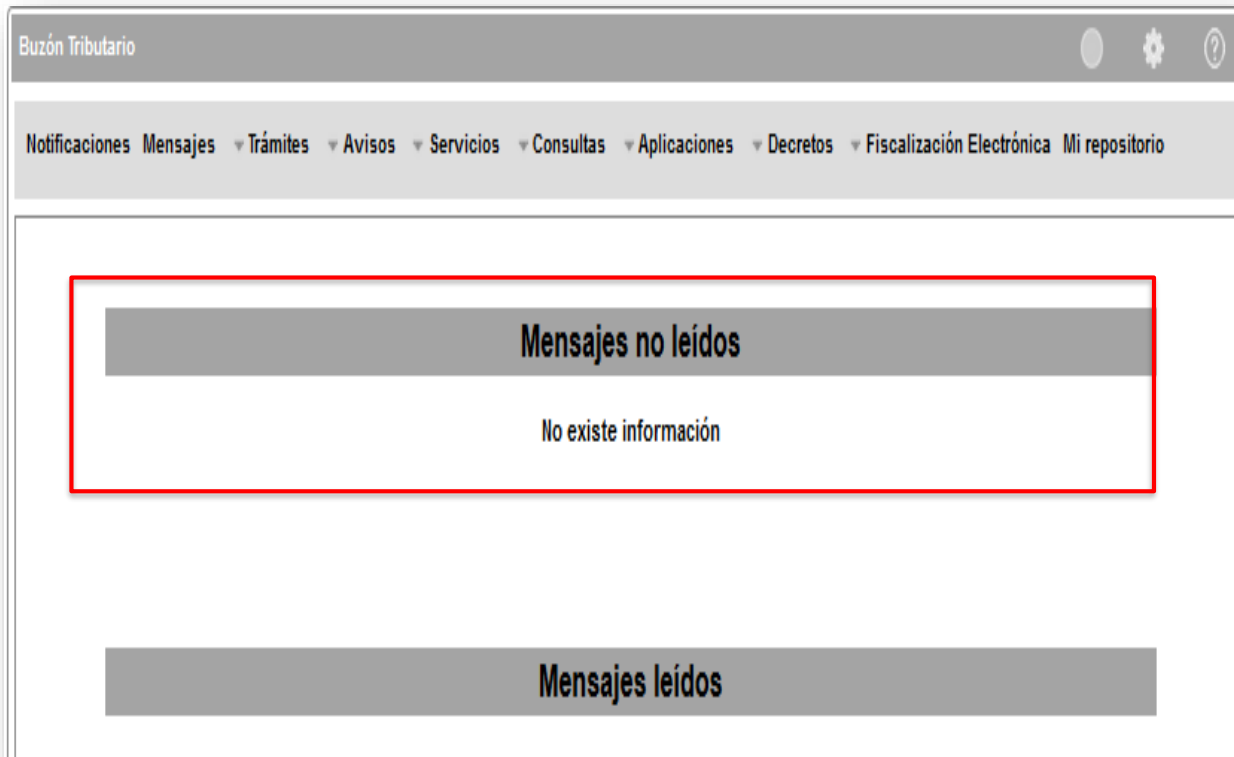 Buzón Tributario
?
Notificaciones Mensajes Trámites Avisos Servicios Consultas Aplicaciones Decretos Fiscalización Electrónica Mi repositorio
Mensajes no leídos
No existe información
Mensajes leídos